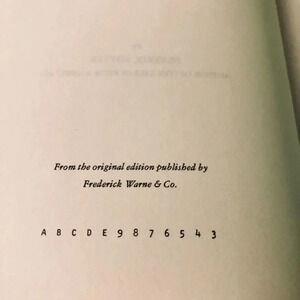 From the original edition published by
Frederick Warne & Co.
A B C D E 9 8 7 6 5 4 3